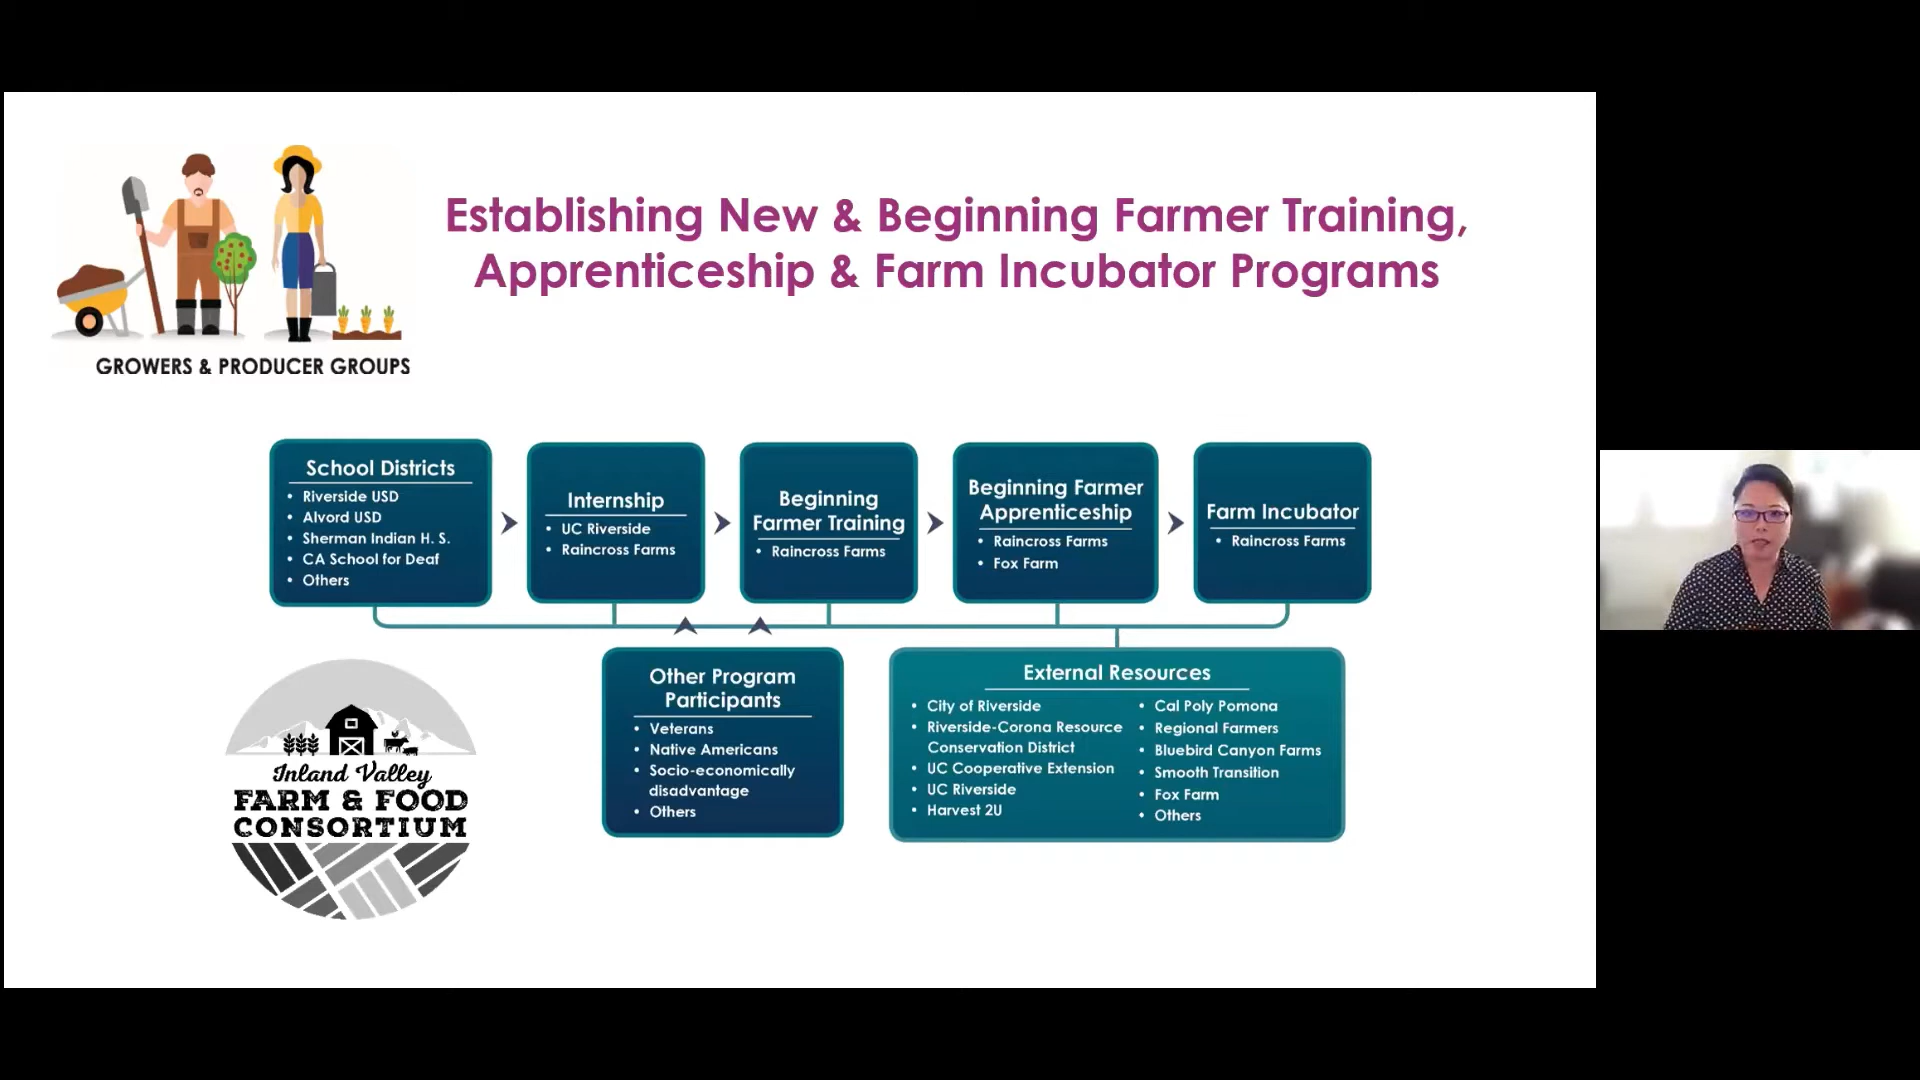 Establishing New & Beginning Farmer Training,
Apprenticeship & Farm Incubator Programs
GROWERS & PRODUCER GROUPS
School Districts
• Riverside USD
• Alvord USD
• Sherman Indian H. S.
• CA School for Deaf
• Others
Internship
• UC Riverside
• Raincross Farms
Beginning
Farmer Training
• Raincross Farms
Beginning Farmer
Apprenticeship
• Raincross Farms
• Fox Farm
Farm Incubator
• Raincross Farms
Other Program
Participants
• Veterans
• Native Americans
• Socio-economically
disadvantage
• Others
External Resources
• City of Riverside
• Riverside-Corona Resource
Conservation District
• UC Cooperative Extension
• UC Riverside
• Harvest 2U
• Cal Poly Pomona
• Regional Farmers
• Bluebird Canyon Farms
• Smooth Transition
• Fox Farm
• Others
Inland Valley
FARM & FOOD
CONSORTIUM